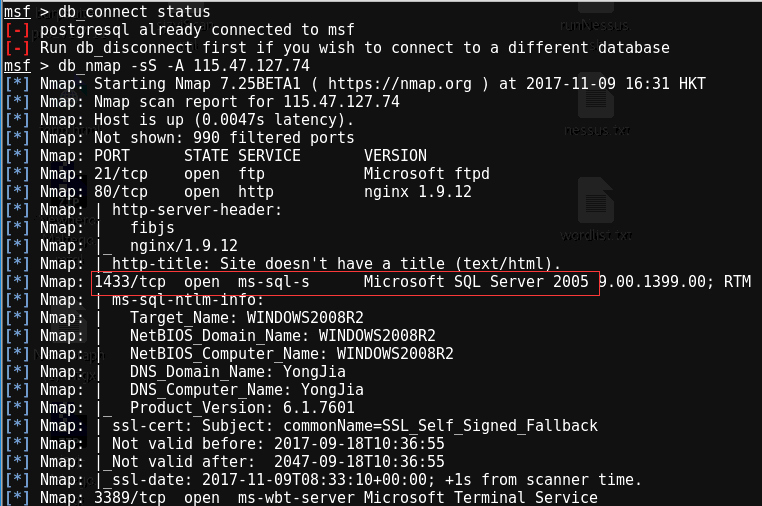 msf > db_connect status
[-] postgresql already connected to msf
[-] Run db_disconnect first if you wish to connect to a different database
msf > db_nmap -sS -A 115.47.127.74
[*] Nmap: Starting Nmap 7.25BETA1 ( https://nmap.org ) at 2017-11-09 16:31 HKT
[*] Nmap: Nmap scan report for 115.47.127.74
[*] Nmap: Host is up (0.0047s latency).
[*] Nmap: Not shown: 990 filtered ports
[*] Nmap: PORT     STATE SERVICE       VERSION
[*] Nmap: 21/tcp   open  ftp           Microsoft ftpd
[*] Nmap: 80/tcp   open  http          nginx 1.9.12
[*] Nmap: | http-server-header:
[*] Nmap: |   fibjs
[*] Nmap: |_  nginx/1.9.12
[*] Nmap: |_http-title: Site doesn't have a title (text/html).
[*] Nmap: 1433/tcp open  ms-sql-s      Microsoft SQL Server 2005 9.00.1399.00; RTM
[*] Nmap: | ms-sql-ntlm-info:
[*] Nmap: |   Target_Name: WINDOWS2008R2
[*] Nmap: |   NetBIOS_Domain_Name: WINDOWS2008R2
[*] Nmap: |   NetBIOS_Computer_Name: WINDOWS2008R2
[*] Nmap: |   DNS_Domain_Name: YongJia
[*] Nmap: |   DNS_Computer_Name: YongJia
[*] Nmap: |_  Product_Version: 6.1.7601
[*] Nmap: | ssl-cert: Subject: commonName=SSL_Self_Signed_Fallback
[*] Nmap: | Not valid before: 2017-09-18T10:36:55
[*] Nmap: |_Not valid after:  2047-09-18T10:36:55
[*] Nmap: |_ssl-date: 2017-11-09T08:33:10+00:00; +1s from scanner time.
[*] Nmap: 3389/tcp open  ms-wbt-server Microsoft Terminal Service
runNessus
nessus.txt
wordlist.txt